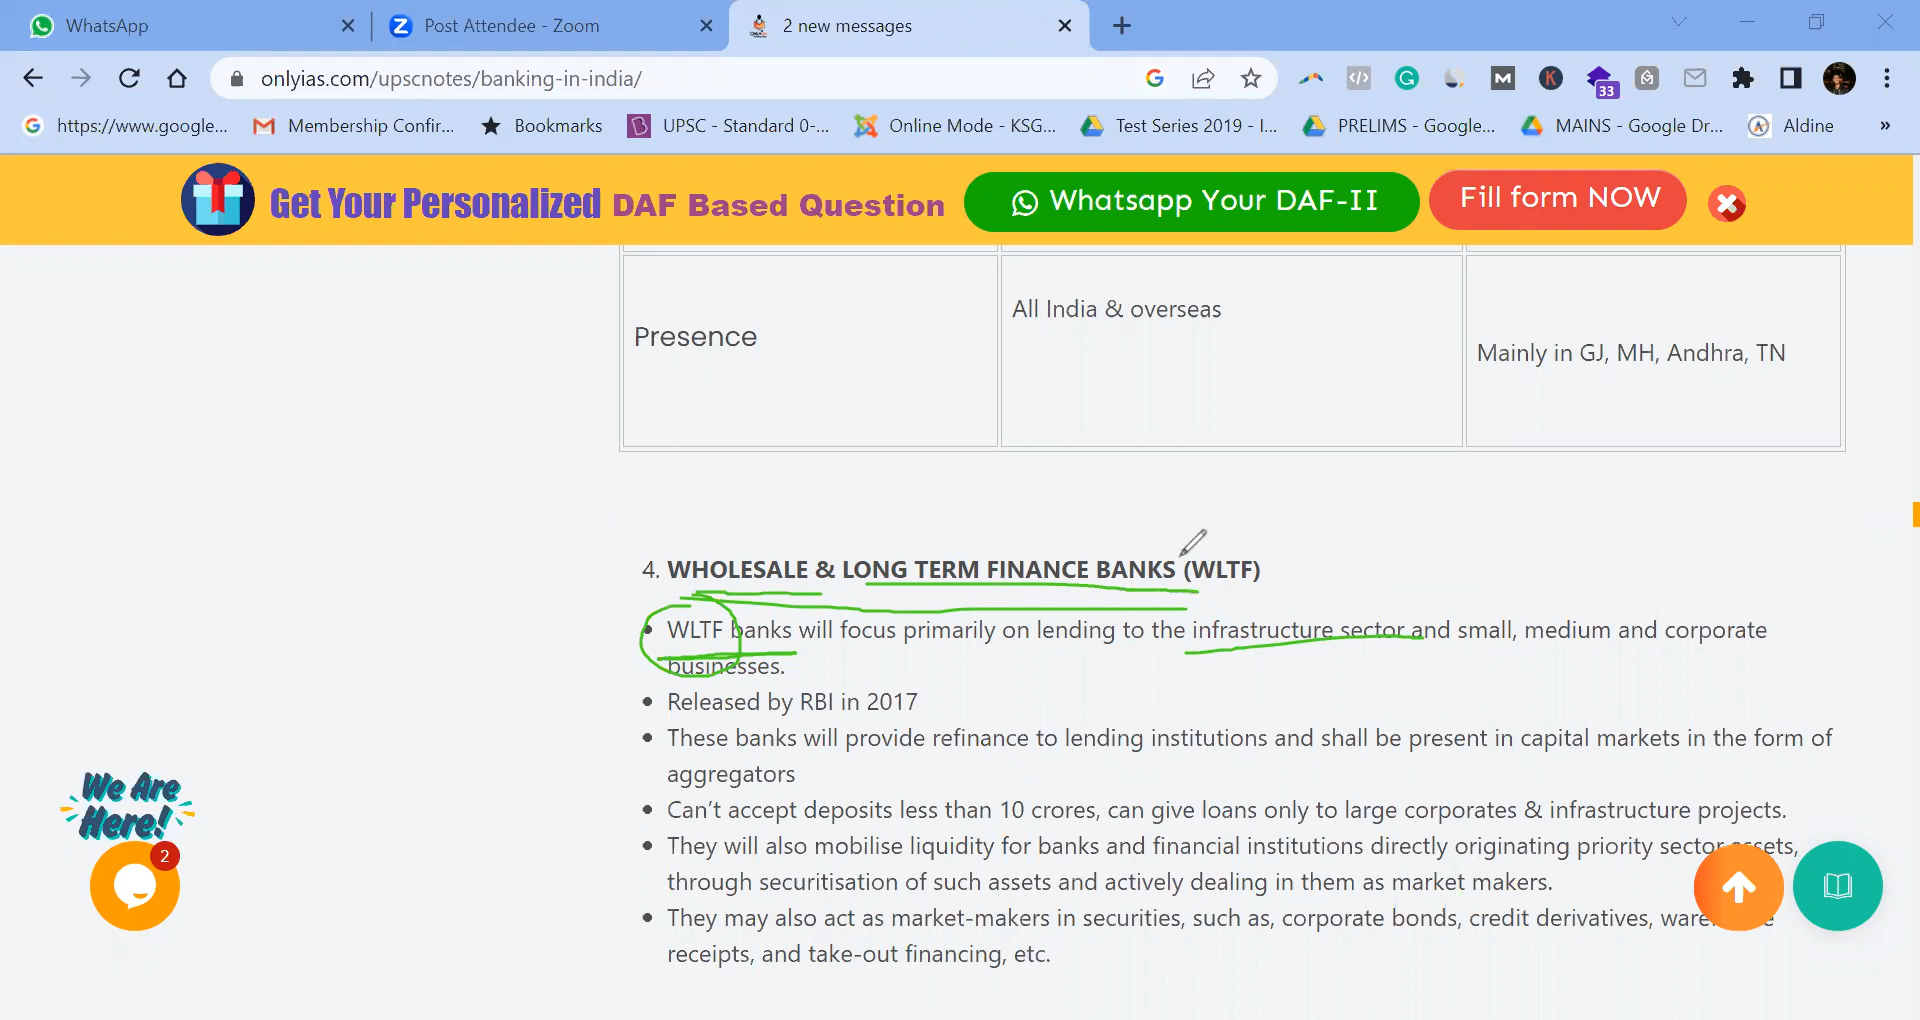 WhatsApp
Post Attendee - Zoom
2 new messages
onlyias.com/upscnotes/banking-in-india/
33
https://www.google...
Membership Confir...
Bookmarks
UPSC - Standard 0-...
Online Mode - KSG...
Test Series 2019 - I...
PRELIMS - Google...
MAINS - Google Dr...
Aldine
»
Get Your Personalized DAF Based Question
Whatsapp Your DAF-II
Fill form NOW
Presence
All India & overseas
Mainly in GJ, MH, Andhra, TN
4. WHOLESALE & LONG TERM FINANCE BANKS (WLTF)
• WLTF banks will focus primarily on lending to the infrastructure sector and small, medium and corporate
businesses.
• Released by RBI in 2017
• These banks will provide refinance to lending institutions and shall be present in capital markets in the form of
aggregators
• Can’t accept deposits less than 10 crores, can give loans only to large corporates & infrastructure projects.
• They will also mobilise liquidity for banks and financial institutions directly originating priority sector assets,
through securitisation of such assets and actively dealing in them as market makers.
• They may also act as market-makers in securities, such as, corporate bonds, credit derivatives,
receipts, and take-out financing, etc.
We Are
Here!
2